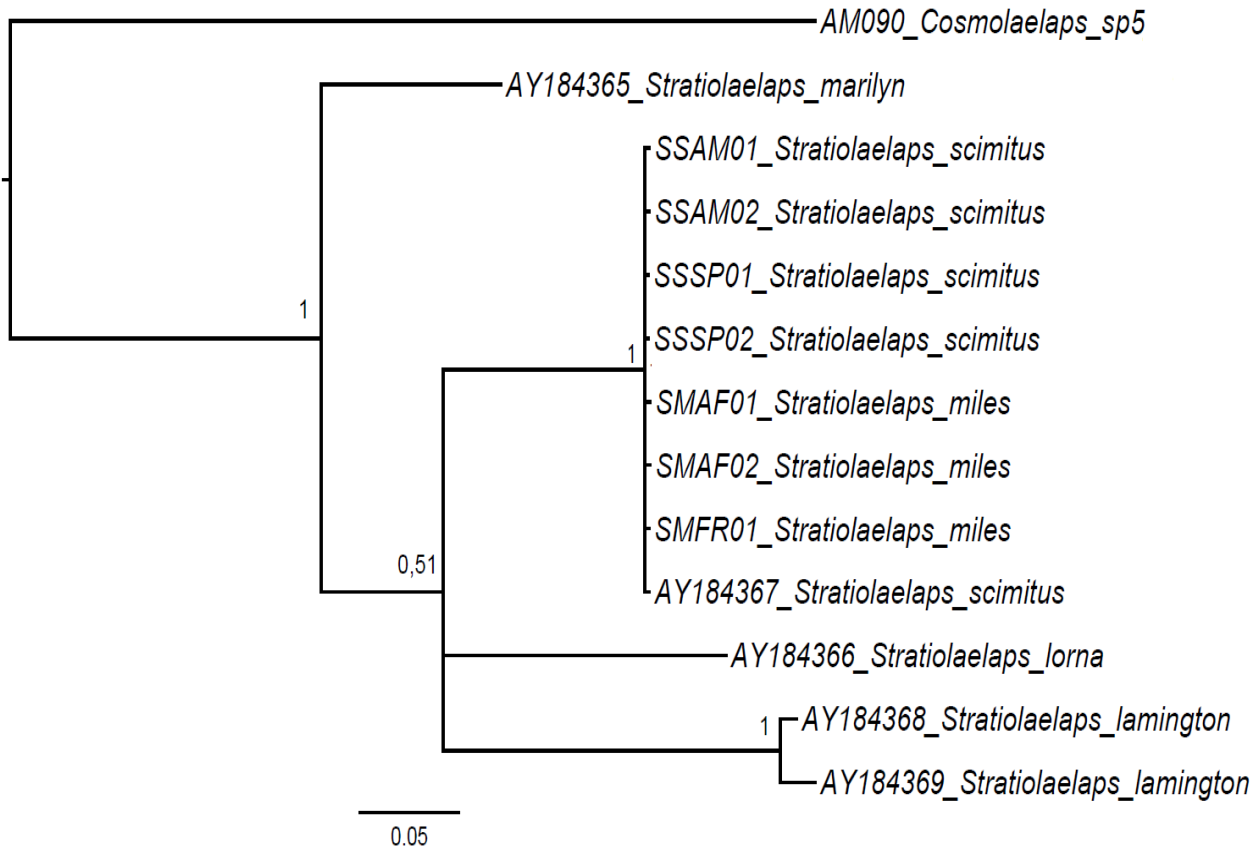 AM090_Cosmolaelaps_sp5
AY184365_Stratiolaelaps_marilyn
SSAM01_Stratiolaelaps_scimitus
SSAM02_Stratiolaelaps_scimitus
SSSP01_Stratiolaelaps_scimitus
1
SSSP02_Stratiolaelaps_scimitus
1
SMAF01_Stratiolaelaps_miles
SMAF02_Stratiolaelaps_miles
SMFR01_Stratiolaelaps_miles
0,51
AY184367_Stratiolaelaps_scimitus
AY184366_Stratiolaelaps_lorna
1
AY184368_Stratiolaelaps_lamington
AY184369_Stratiolaelaps_lamington
0.05